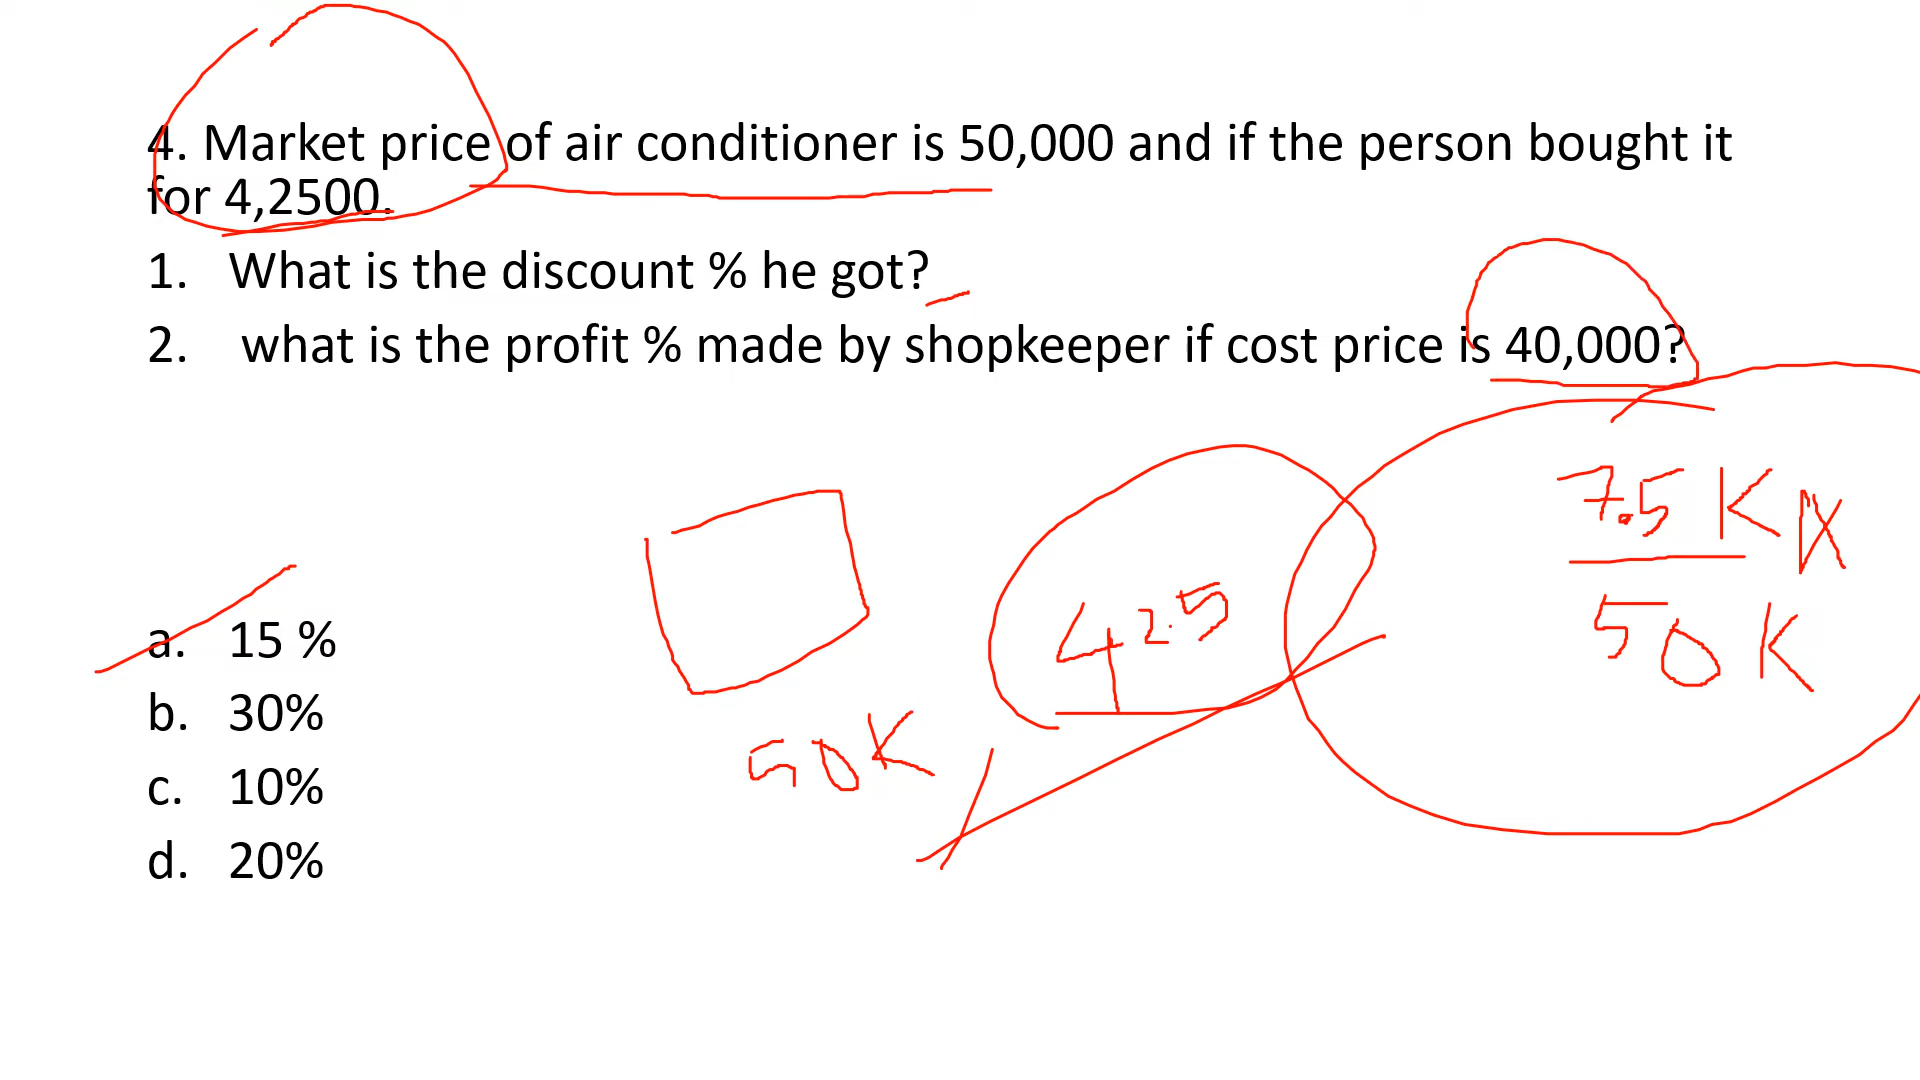 4. Market price of air conditioner is 50,000 and if the person bought it
for 4,2500.
1. What is the discount % he got?
2. what is the profit % made by shopkeeper if cost price is 40,000?
7.5 K
50 K
42.5
50K
a. 15 %
b. 30%
c. 10%
d. 20%